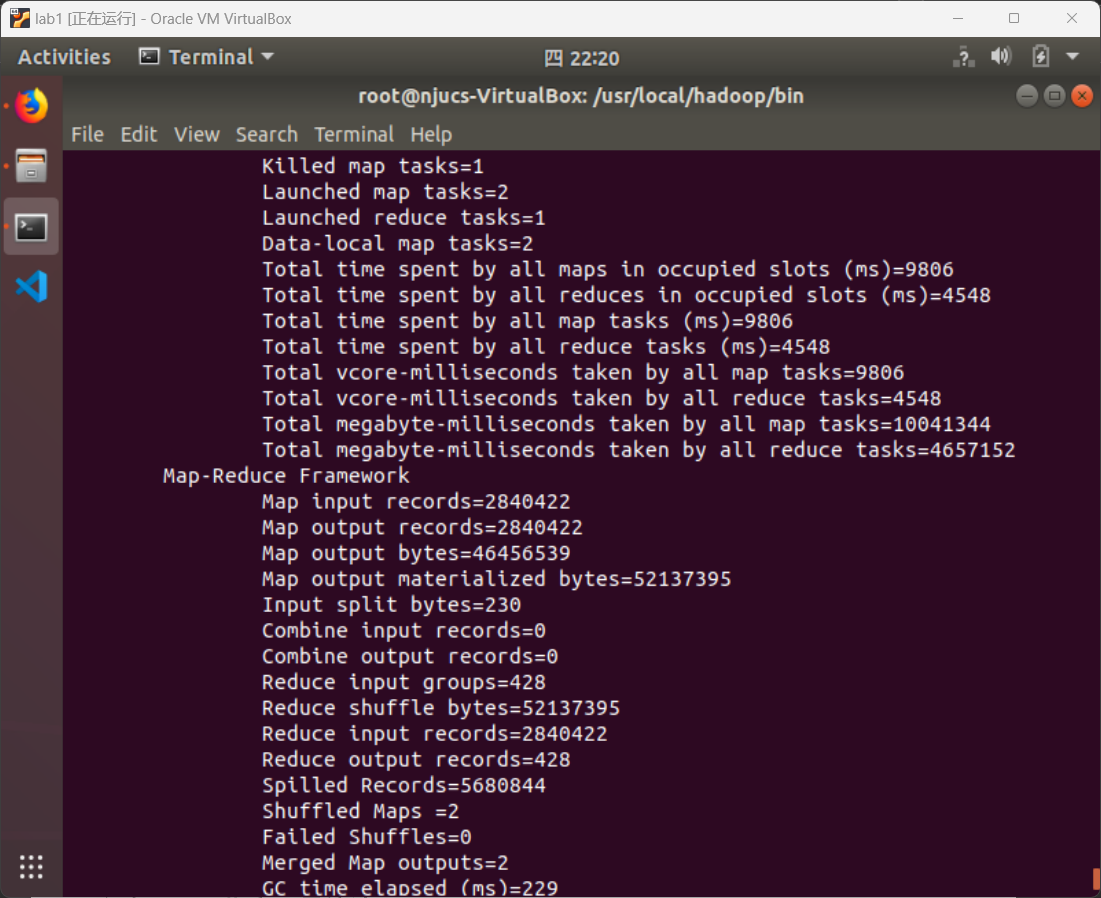 lab1 [正在运行] - Oracle VM VirtualBox
Activities Terminal 四 22:20
root@njucs-VirtualBox: /usr/local/hadoop/bin
File Edit View Search Terminal Help
Killed map tasks=1
Launched map tasks=2
Launched reduce tasks=1
Data-local map tasks=2
Total time spent by all maps in occupied slots (ms)=9806
Total time spent by all reduces in occupied slots (ms)=4548
Total time spent by all map tasks (ms)=9806
Total time spent by all reduce tasks (ms)=4548
Total vcore-milliseconds taken by all map tasks=9806
Total vcore-milliseconds taken by all reduce tasks=4548
Total megabyte-milliseconds taken by all map tasks=10041344
Total megabyte-milliseconds taken by all reduce tasks=4657152
Map-Reduce Framework
Map input records=2840422
Map output records=2840422
Map output bytes=46456539
Map output materialized bytes=52137395
Input split bytes=230
Combine input records=0
Combine output records=0
Reduce input groups=428
Reduce shuffle bytes=52137395
Reduce input records=2840422
Reduce output records=428
Spilled Records=5680844
Shuffled Maps =2
Failed Shuffles=0
Merged Map outputs=2
GC time elapsed (ms)=229